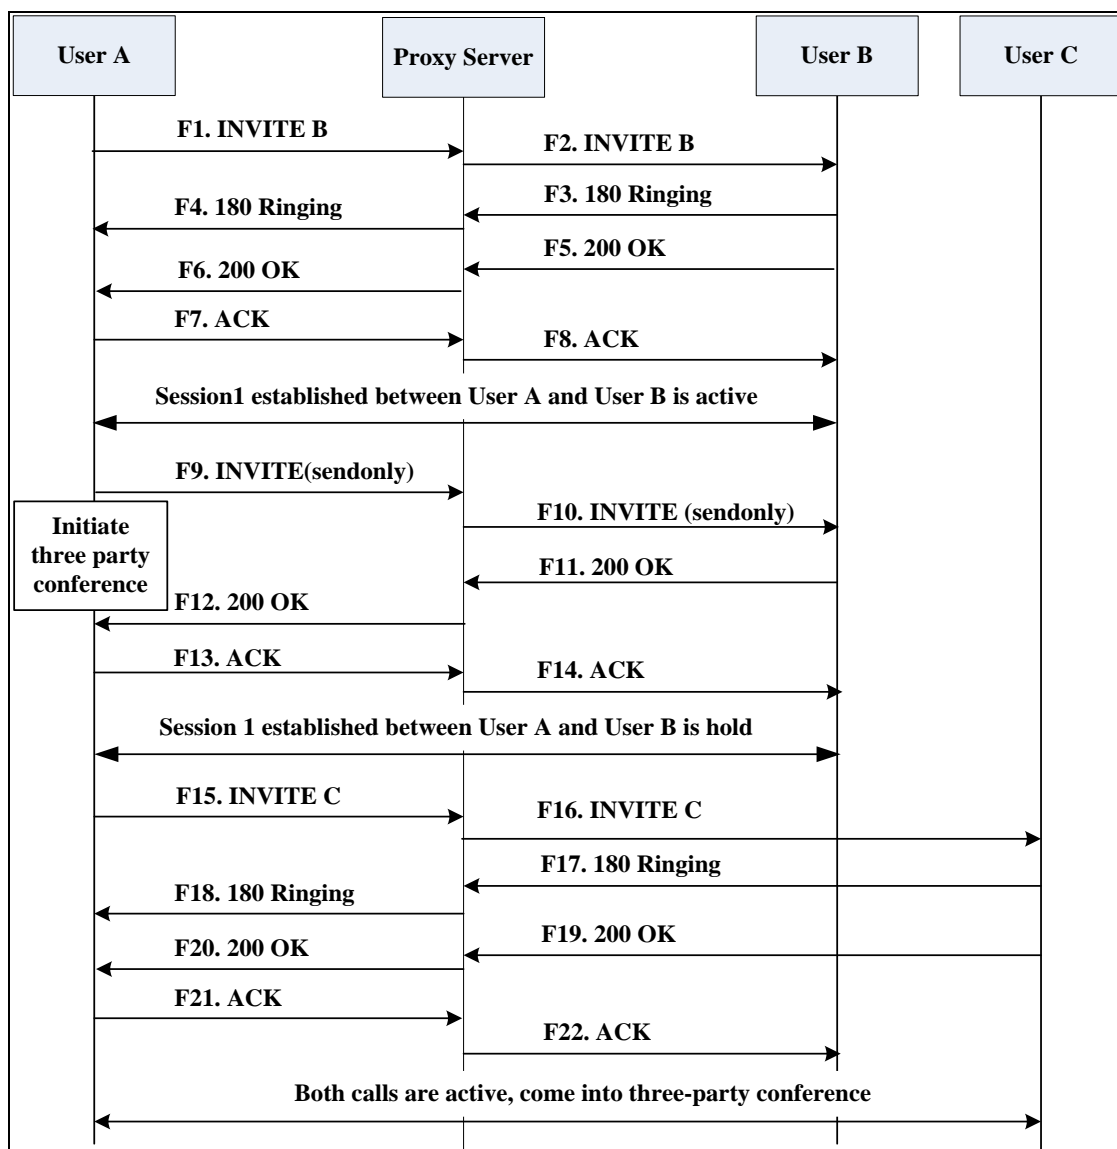 User A
Proxy Server
User B
User C
F1. INVITE B
F2. INVITE B
F3. 180 Ringing
F4. 180 Ringing
F5. 200 OK
F6. 200 OK
F7. ACK
F8. ACK
Session1 established between User A and User B is active
F9. INVITE(sendonly)
Initiate
three party
conference
F10. INVITE (sendonly)
F11. 200 OK
F12. 200 OK
F13. ACK
F14. ACK
Session 1 established between User A and User B is hold
F15. INVITE C
F16. INVITE C
F17. 180 Ringing
F18. 180 Ringing
F19. 200 OK
F20. 200 OK
F21. ACK
F22. ACK
Both calls are active, come into three-party conference